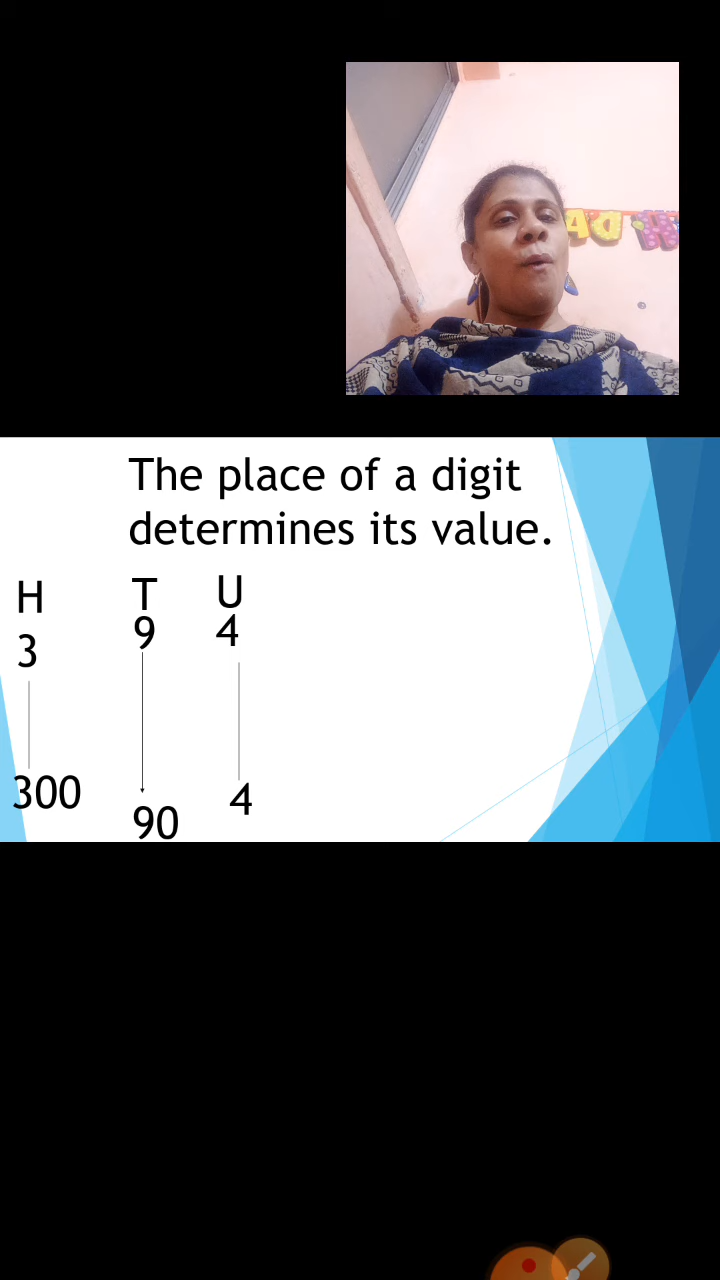 The place of a digit
determines its value.
H T U
3 9 4
300 90 4